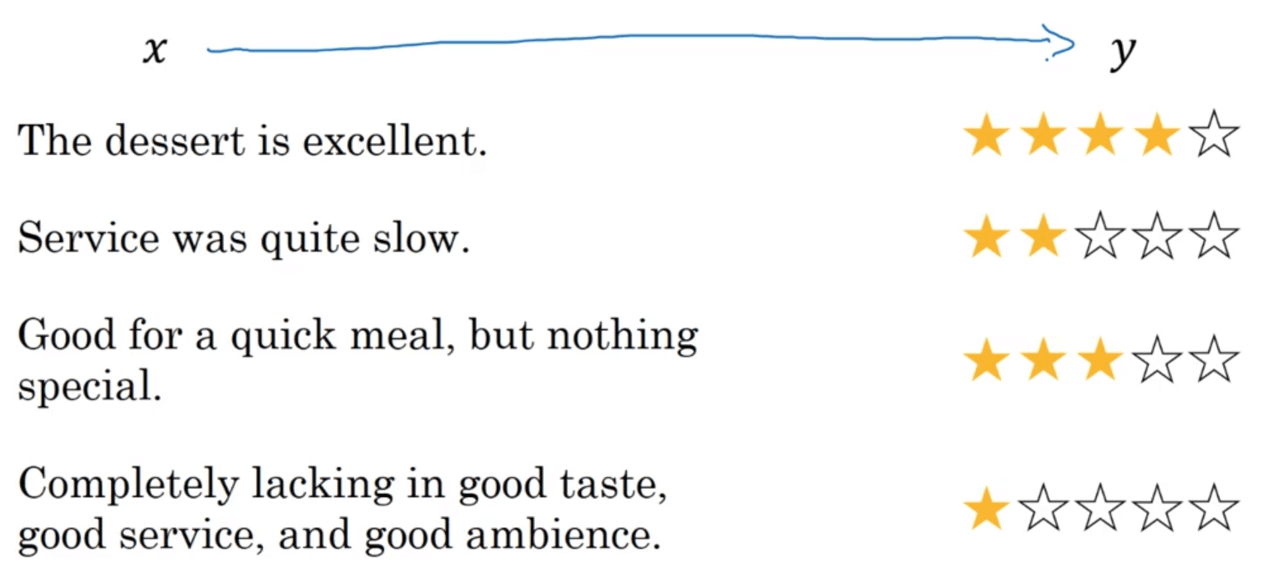 x y
The dessert is excellent.
Service was quite slow.
Good for a quick meal, but nothing
special.
Completely lacking in good taste,
good service, and good ambience.